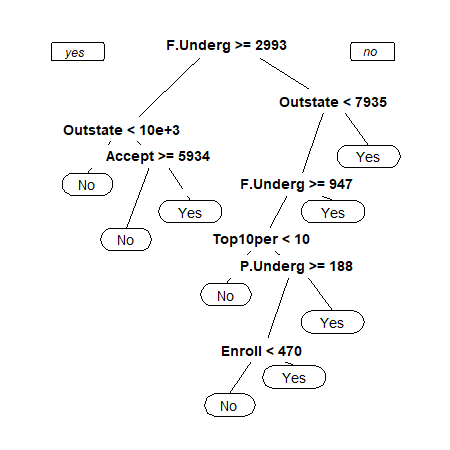 F.Underg >= 2993
yes
no
Outstate < 7935
Outstate < 10e+3
Accept >= 5934
Yes
No
F.Underg >= 947
Yes
Yes
No
Top10per < 10
P.Underg >= 188
No
Yes
Enroll < 470
Yes
No